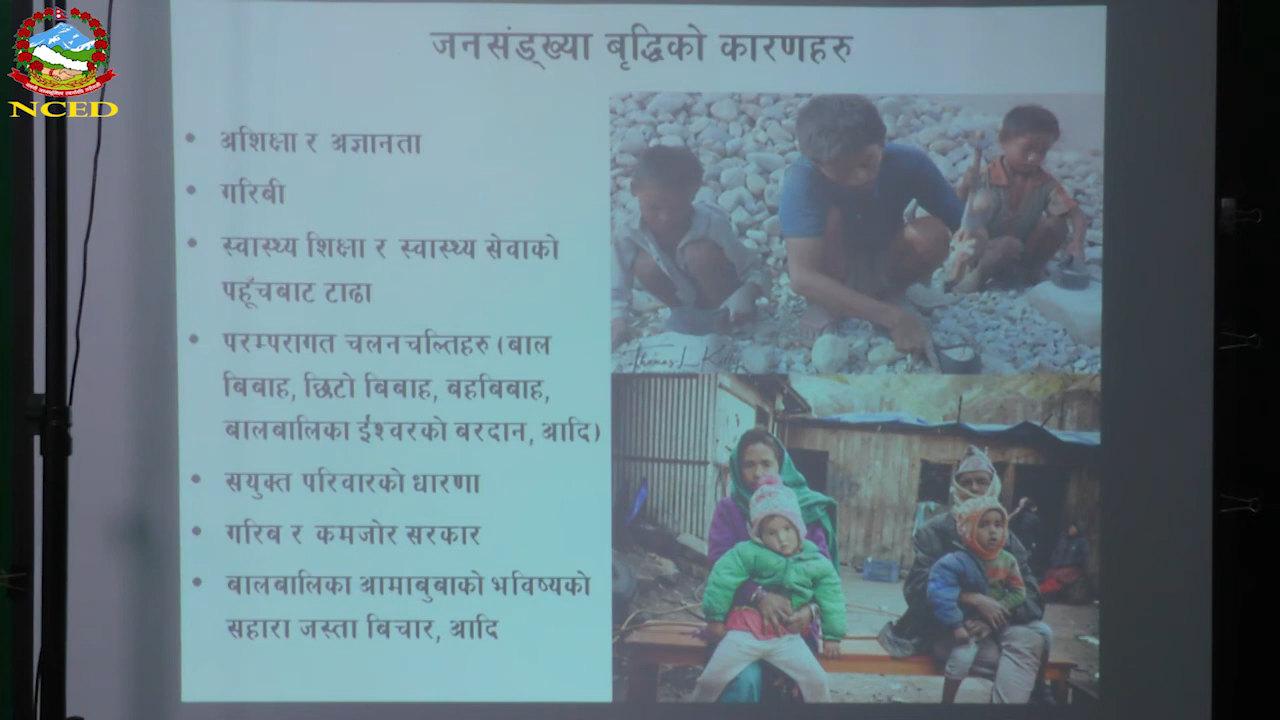 NCED
जनसंङ्ख्या बृद्धिको कारणहरु
• अशिक्षा र अज्ञानता
• गरिबी
• स्वास्थ्य शिक्षा र स्वास्थ्य सेवाको
पहूँचबाट टाढा
• परम्परागत चलनचल्तिहरु (बाल
बिबाह, छिटो बिबाह, बहबिबाह,
बालबालिका ईश्वरको बरदान, आदि)
• सयुक्त परिवारको धारणा
• गरिब र कमजोर सरकार
• बालबालिका आमाबुबाको भविष्यको
सहारा जस्ता बिचार, आदि